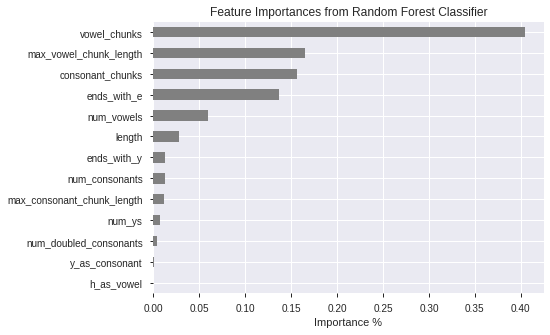 Feature Importances from Random Forest Classifier
vowel_chunks
max_vowel_chunk_length
consonant_chunks
ends_with_e
num_vowels
length
ends_with_y
num_consonants
max_consonant_chunk_length
num_ys
num_doubled_consonants
y_as_consonant
h_as_vowel
0.00 0.05 0.10 0.15 0.20 0.25 0.30 0.35 0.40
Importance %